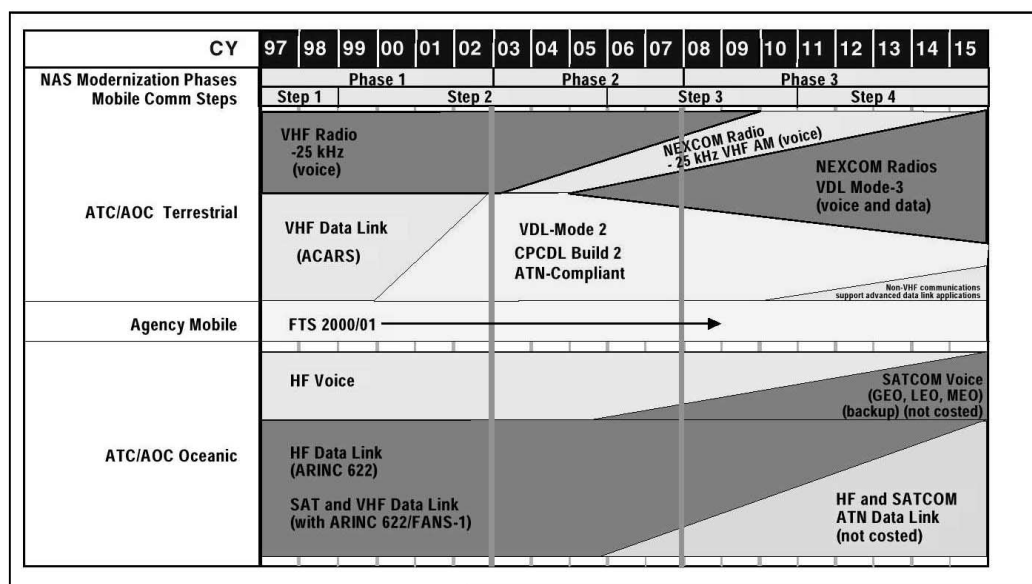 CY 97 98 99 00 01 02 03 04 05 06 07 08 09 10 11 12 13 14 15
NAS Modernization Phases Phase 1 Phase 2 Phase 3
Mobile Comm Steps Step 1 Step 2 Step 3 Step 4
ATC/AOC Terrestrial
VHF Radio
-25 kHz
(voice)
NEXCOM Radio
- 25 kHz VHF AM (voice)
NEXCOM Radios
VDL Mode-3
(voice and data)
VHF Data Link
(ACARS)
VDL-Mode 2
CPCDL Build 2
ATN-Compliant
Non-VHF communications
support advanced data link applications
Agency Mobile FTS 2000/01
ATC/AOC Oceanic
HF Voice
SATCOM Voice
(GEO, LEO, MEO)
(backup) (not costed)
HF Data Link
(ARINC 622)
SAT and VHF Data Link
(with ARINC 622/FANS-1)
HF and SATCOM
ATN Data Link
(not costed)